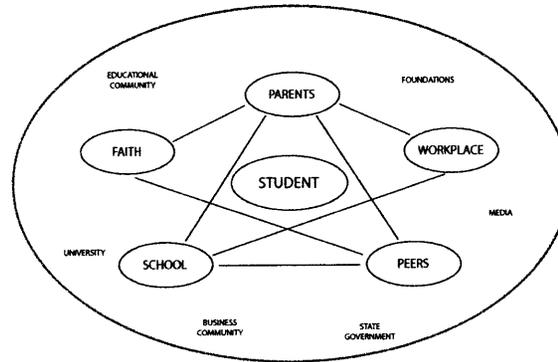 EDUCATIONAL
COMMUNITY
FOUNDATIONS
PARENTS
FAITH
WORKPLACE
STUDENT
MEDIA
UNIVERSITY
SCHOOL
PEERS
BUSINESS
COMMUNITY
STATE
GOVERNMENT